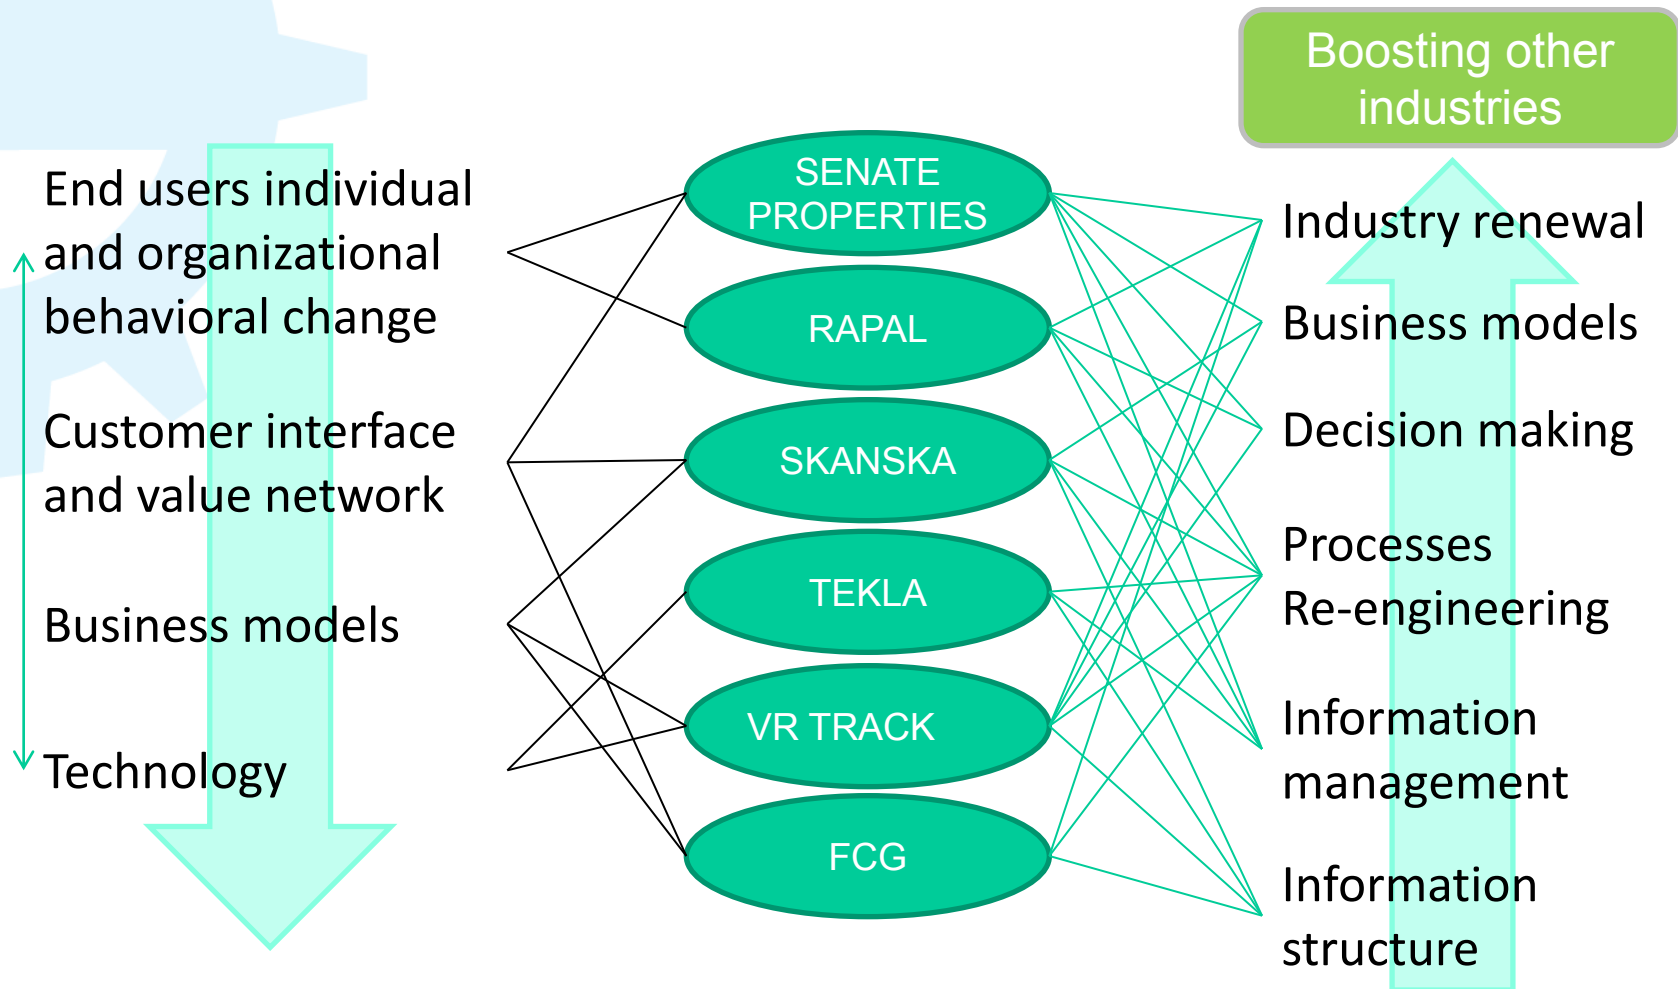 Boosting other
industries
End users individual
and organizational
behavioral change
Customer interface
and value network
Business models
Technology
SENATE
PROPERTIES
RAPAL
SKANSKA
TEKLA
VR TRACK
FCG
Industry renewal
Business models
Decision making
Processes
Re-engineering
Information
management
Information
structure